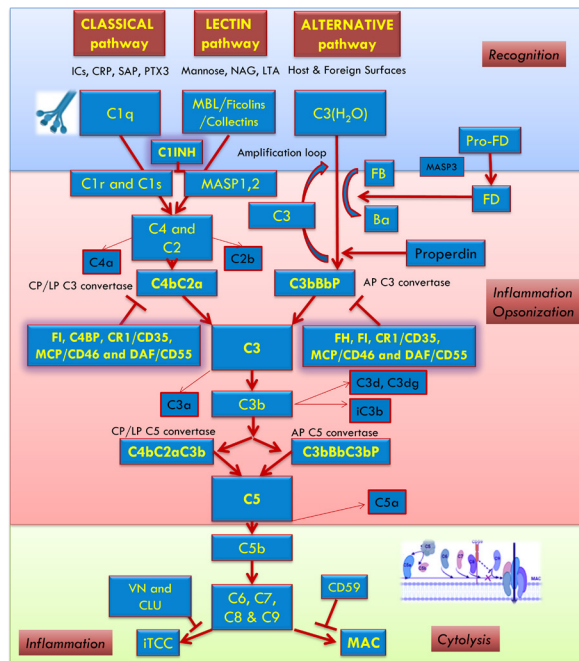 CLASSICAL
pathway
LECTIN
pathway
ALTERNATIVE
pathway
Recognition
ICs, CRP, SAP, PTX3
Mannose, NAG, LTA
Host & Foreign Surfaces
C1q
MBL/Ficolins
/Collectins
C3(H₂O)
Pro-FD
C1INH
Amplification loop
MASP3
FB
C1r and C1s
MASP1,2
FD
C3
Ba
C4 and
C2
Properdin
C4a
C2b
CP/LP C3 convertase
C4bC2a
C3bBbP
AP C3 convertase
Inflammation
Opsonization
FI, C4BP, CR1/CD35,
MCP/CD46 and DAF/CD55
C3
FH, FI, CR1/CD35,
MCP/CD46 and DAF/CD55
C3d, C3dg
C3a
C3b
iC3b
CP/LP C5 convertase
AP C5 convertase
C4bC2aC3b
C3bBbC3bP
C5
C5a
C5b
VN and
CLU
C6, C7,
C8 & C9
CD59
MAC
Inflammation
iTCC
MAC
Cytolysis